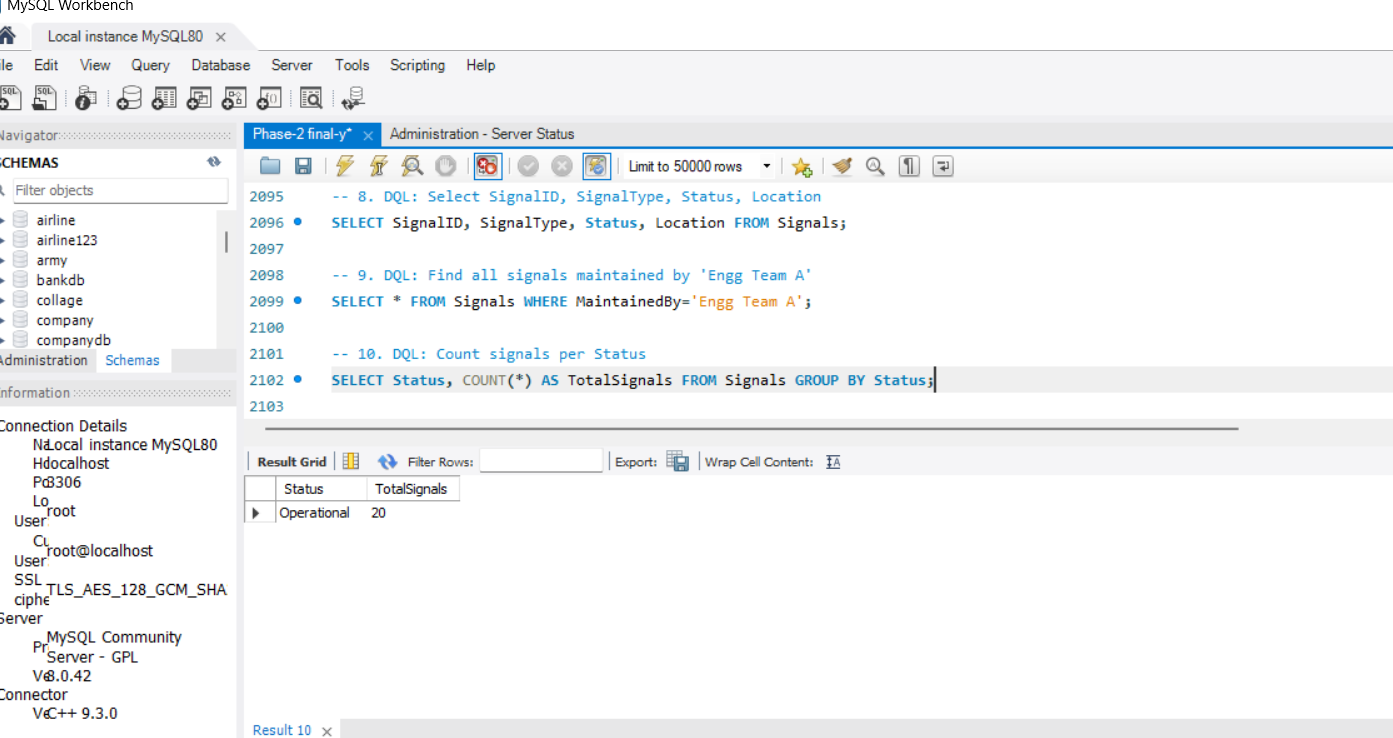 MySQL Workbench
Local instance MySQL80
ile Edit View Query Database Server Tools Scripting Help
Navigator
SCHEMAS
Filter objects
airline
airline123
army
bankdb
collage
company
companydb
Administration Schemas
nformation
Connection Details
Local instance MySQL80
localhost
3306
Lo
root
User
Cu
root@localhost
User
SSL
TLS_AES_128_GCM_SHA
ciphe
Server
MySQL Community
Pr
Server - GPL
Ve8.0.42
Connector
VeC++ 9.3.0
Phase-2 final-y* Administration - Server Status
Limit to 50000 rows
2095 -- 8. DQL: Select SignalID, SignalType, Status, Location
2096 SELECT SignalID, SignalType, Status, Location FROM Signals;
2097
2098 -- 9. DQL: Find all signals maintained by 'Engg Team A'
2099 SELECT * FROM Signals WHERE MaintainedBy='Engg Team A';
2100
2101 -- 10. DQL: Count signals per Status
2102 SELECT Status, COUNT(*) AS TotalSignals FROM Signals GROUP BY Status;
2103
Result Grid Filter Rows: Export: Wrap Cell Content:
Status TotalSignals
Operational 20
Result 10